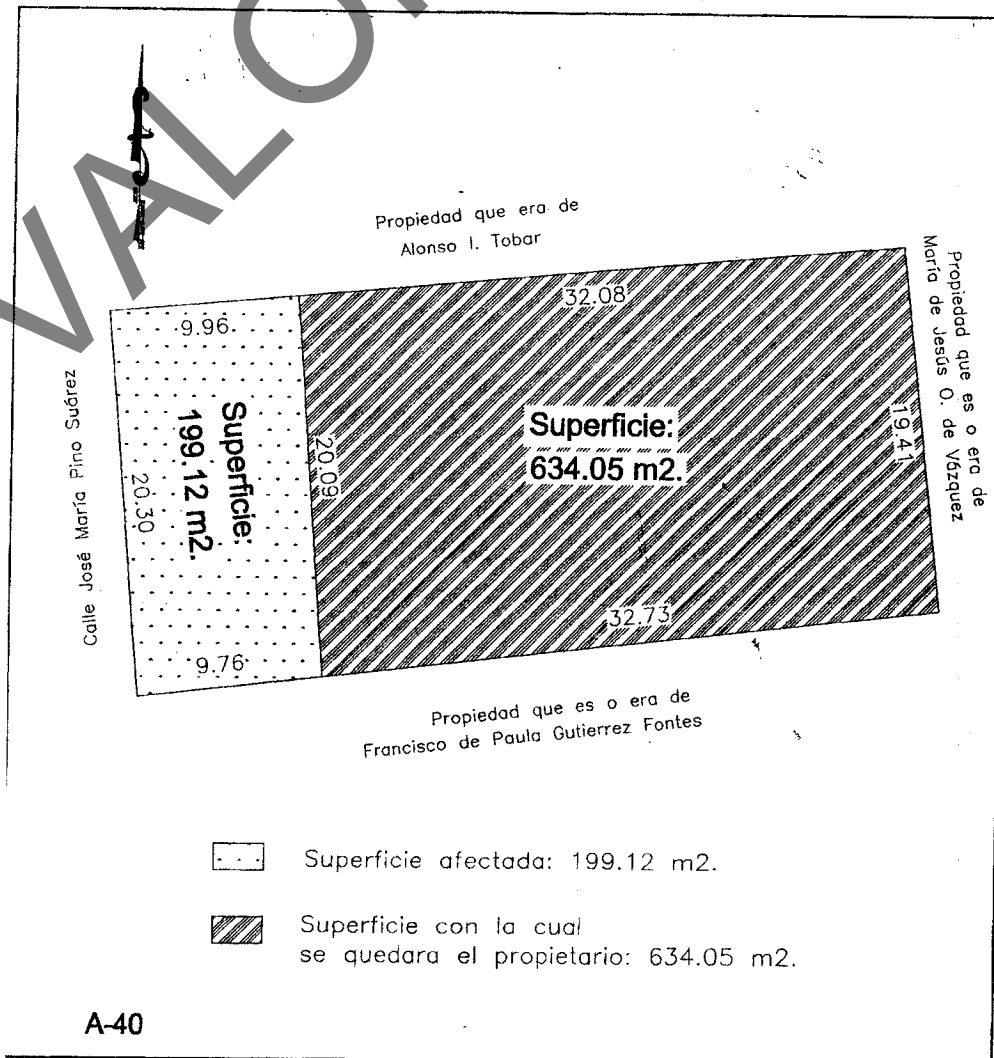 VALO
Propiedad que era de
Alonso I. Tobar
Propiedad que es o era de
María de Jesús O. de Vázquez
Calle José María Pino Suárez
9.96
32.08
20.30
Superficie:
199.12 m2.
20.09
Superficie:
634.05 m2.
19.41
9.76
32.73
Propiedad que es o era de
Francisco de Paula Gutierrez Fontes
Superficie afectada: 199.12 m2.
Superficie con la cual
se quedara el propietario: 634.05 m2.
A-40